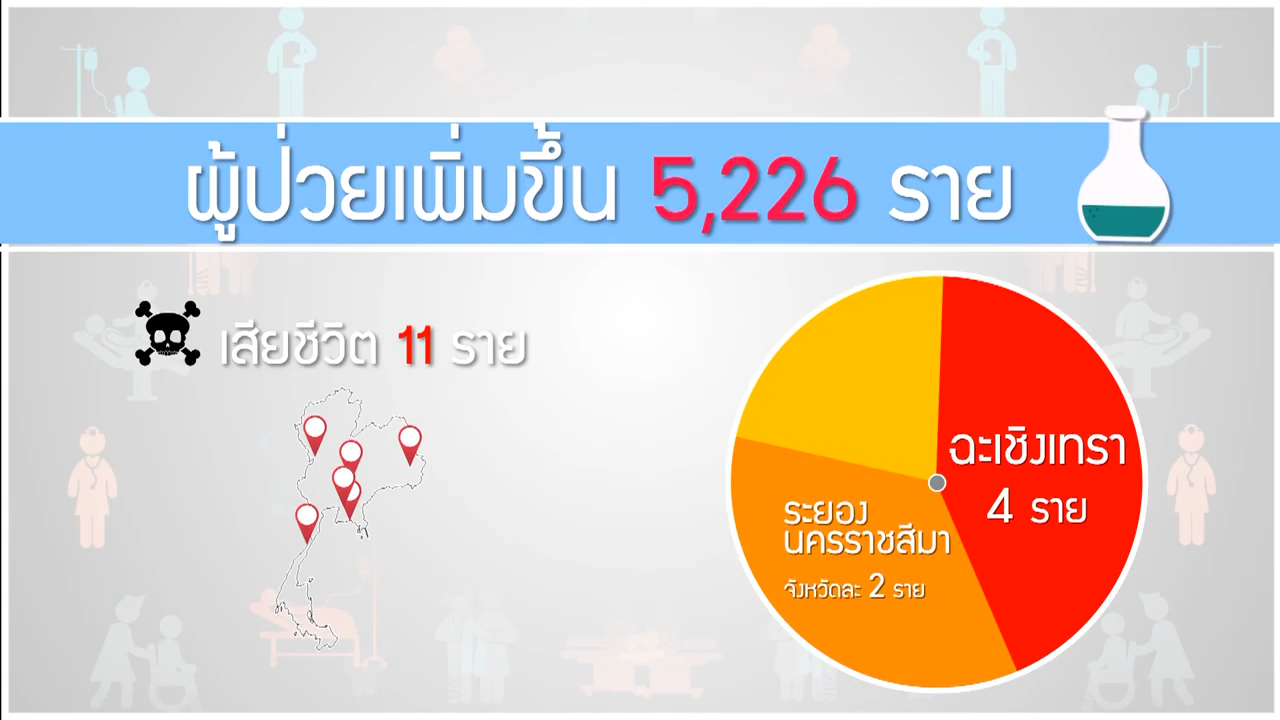 ผู้ป่วยเพิ่มขึ้น 5,226 ราย
เสียชีวิต 11 ราย
ฉะเชิงเทรา
4 ราย
ระยอง
นครราชสีมา
จังหวัดละ 2 ราย